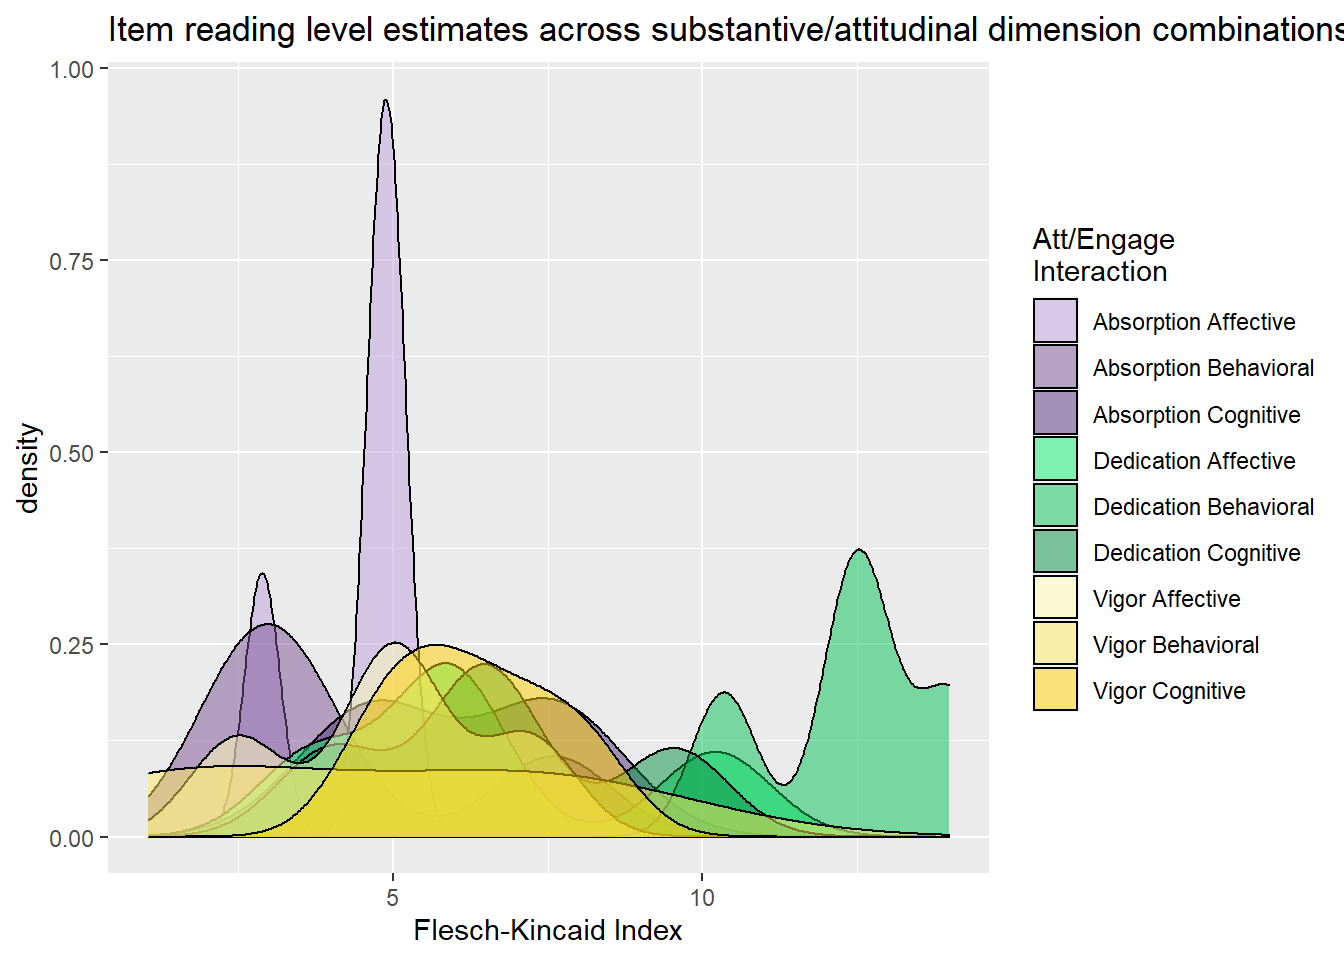 Item reading level estimates across substantive/attitudinal dimension combinations
1.00
0.75
0.50
0.25
0.00
density
5
10
Flesch-Kincaid Index
Att/Engage
Interaction
Absorption Affective
Absorption Behavioral
Absorption Cognitive
Dedication Affective
Dedication Behavioral
Dedication Cognitive
Vigor Affective
Vigor Behavioral
Vigor Cognitive